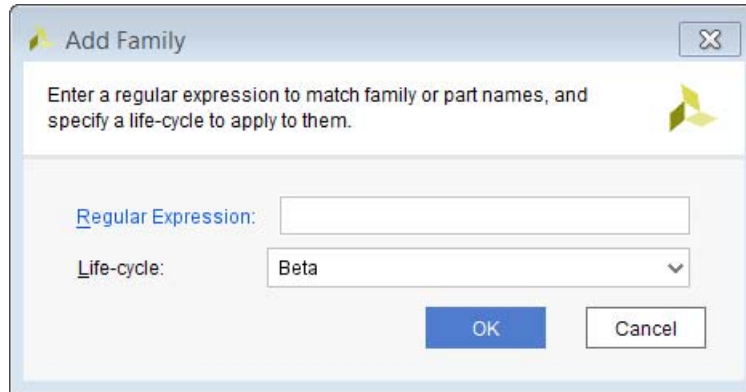 Add Family
Enter a regular expression to match family or part names, and
specify a life-cycle to apply to them.
Regular Expression:
Life-cycle: Beta
OK Cancel